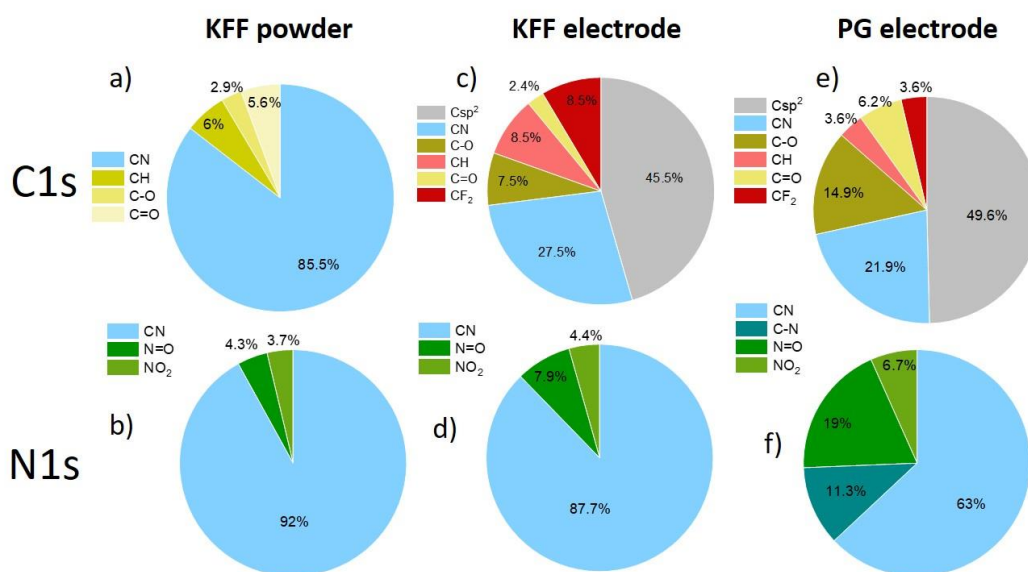 KFF powder
KFF electrode
PG electrode
C1s
N1s
a)
CN
CH
C-O
C=O
6%
2.9%
5.6%
85.5%
c)
Csp²
CN
C-O
CH
C=O
CF₂
2.4%
8.5%
8.5%
7.5%
27.5%
45.5%
e)
Csp²
CN
C-O
CH
C=O
CF₂
3.6%
6.2%
3.6%
14.9%
21.9%
49.6%
b)
CN
N=O
NO₂
4.3%
3.7%
92%
d)
CN
N=O
NO₂
4.4%
7.9%
87.7%
f)
CN
C-N
N=O
NO₂
6.7%
19%
11.3%
63%